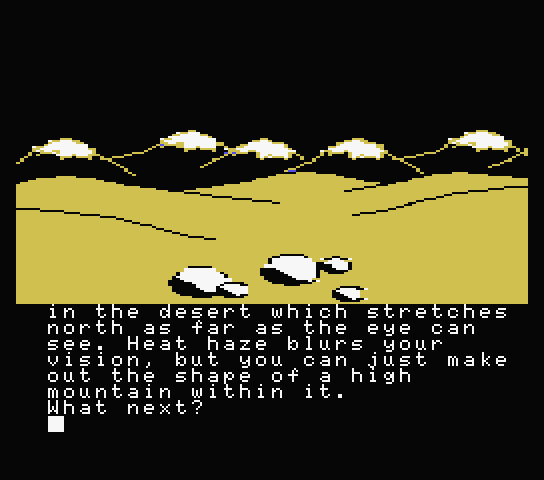 in the desert which stretches
north as far as the eye can
see. Heat haze blurs your
vision, but you can just make
out the shape of a high
mountain within it.
What next?